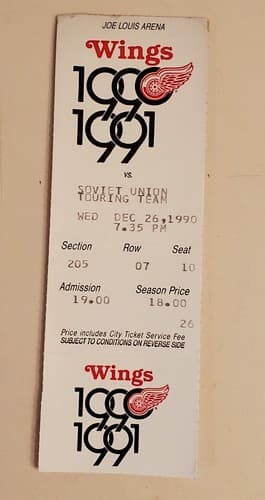 JOE LOUIS ARENA
Wings
1990
1991
vs.
SOVIET UNION
TOURING TEAM
WED DEC 26,1990
7.35 PM
Section Row Seat
205 07 10
Admission Season Price
19.00 18.00
26
Price includes City Ticket Service Fee
SUBJECT TO CONDITIONS ON REVERSE SIDE
Wings
1990
1991